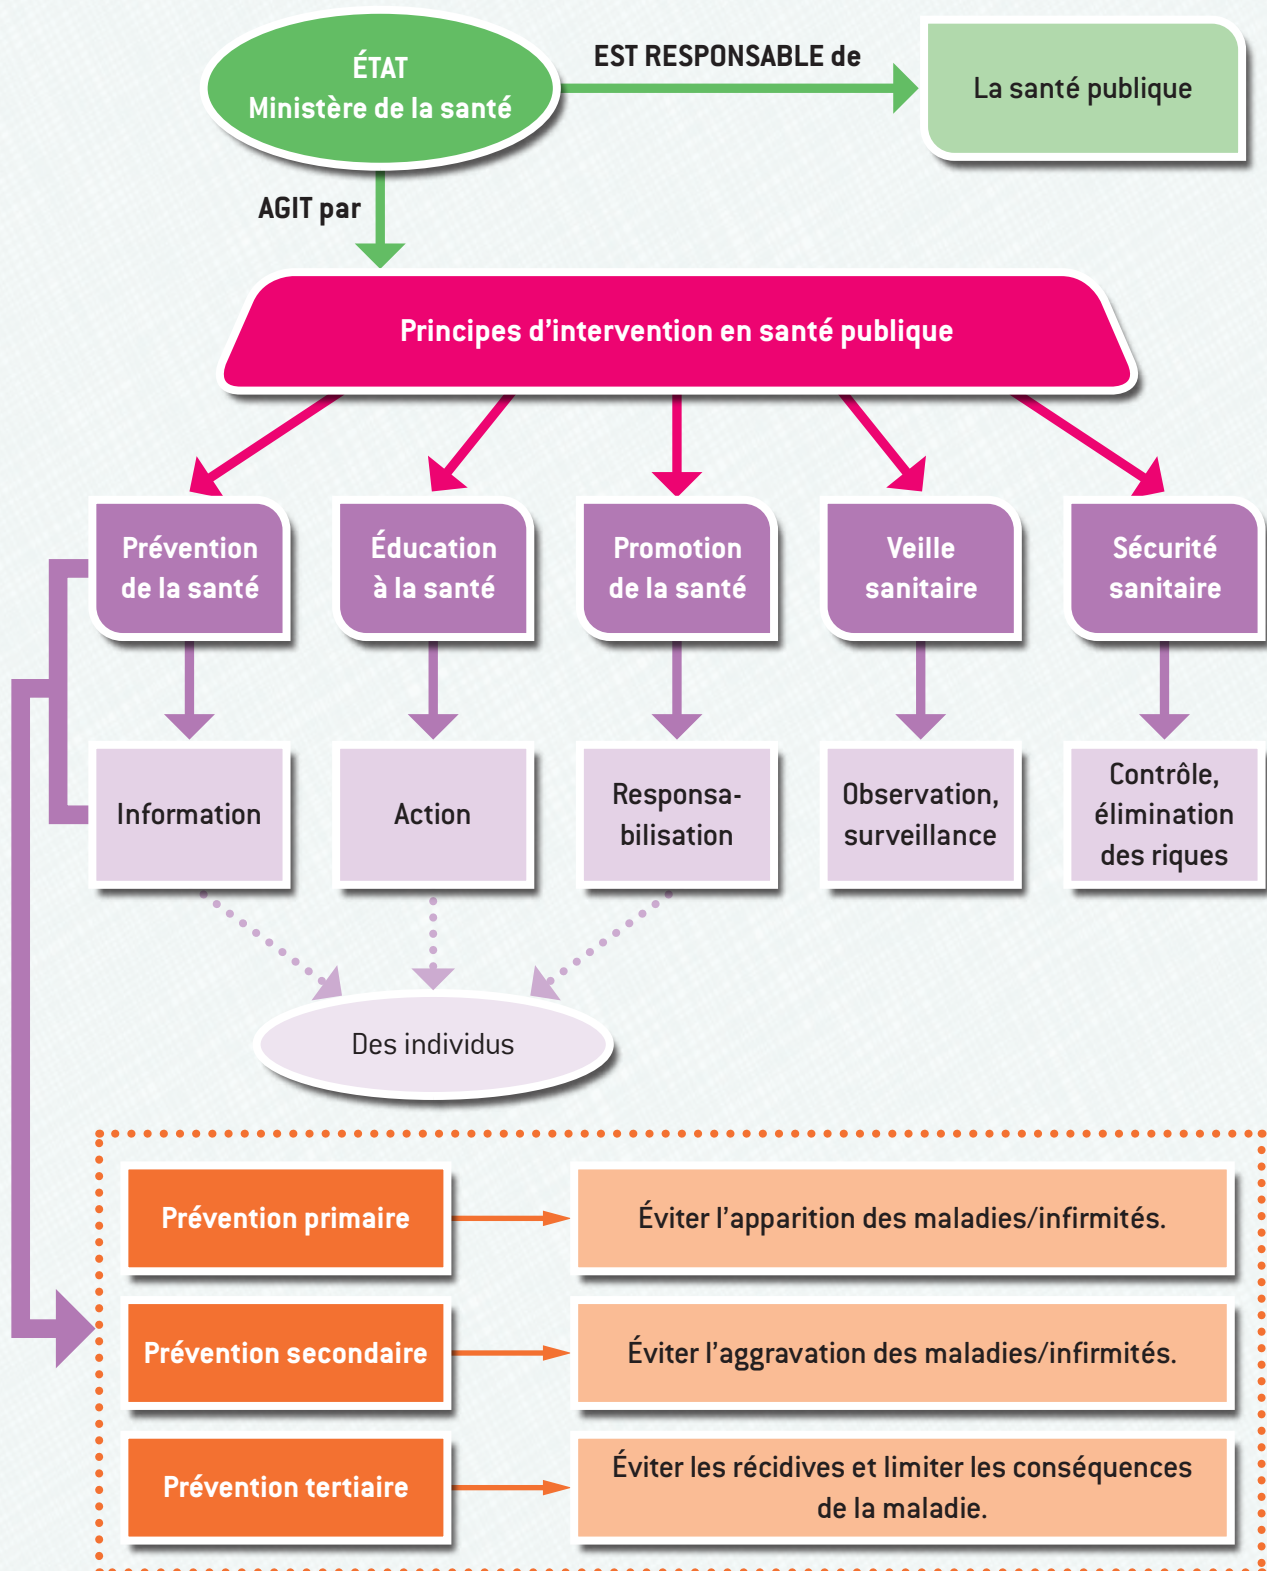 ÉTAT
Ministère de la santé
EST RESPONSABLE de
La santé publique
AGIT par
Principes d’intervention en santé publique
Prévention
de la santé
Éducation
à la santé
Promotion
de la santé
Veille
sanitaire
Sécurité
sanitaire
Information
Action
Responsa-
bilisation
Observation,
surveillance
Contrôle,
élimination
des riques
Des individus
Prévention primaire
Éviter l’apparition des maladies/infirmités.
Prévention secondaire
Éviter l’aggravation des maladies/infirmités.
Prévention tertiaire
Éviter les récidives et limiter les conséquences
de la maladie.